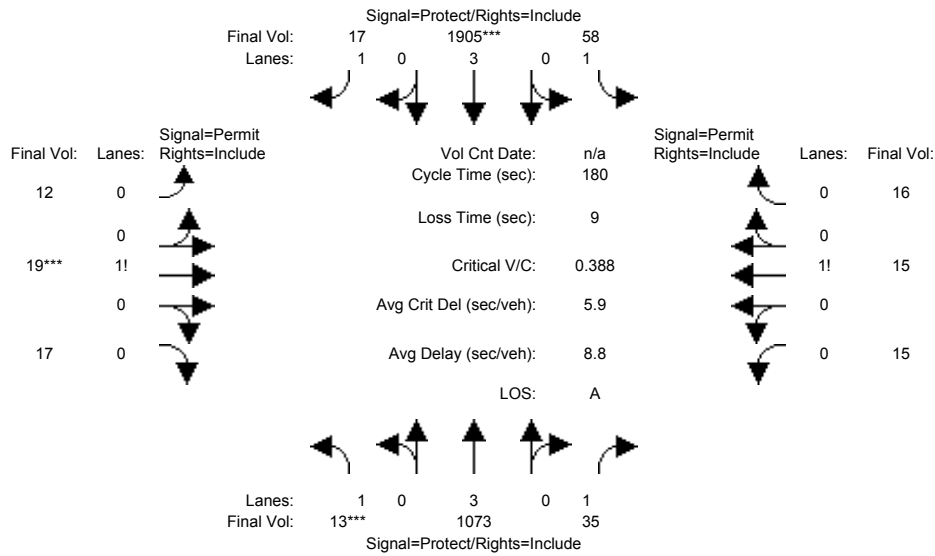 Signal=Protect/Rights=Include
Final Vol: 17 1905*** 58
Lanes: 1 0 3 0 1
Signal=Permit Signal=Permit
Final Vol: Lanes: Rights=Include Vol Cnt Date: n/a Rights=Include Lanes: Final Vol:
Cycle Time (sec): 180
12 0 0 16
Loss Time (sec): 9
0 0
19*** 1! Critical V/C: 0.388 1! 15
0 Avg Crit Del (sec/veh): 5.9 0
17 0 Avg Delay (sec/veh): 8.8 0 15
LOS: A
Lanes: 1 0 3 0 1
Final Vol: 13*** 1073 35
Signal=Protect/Rights=Include